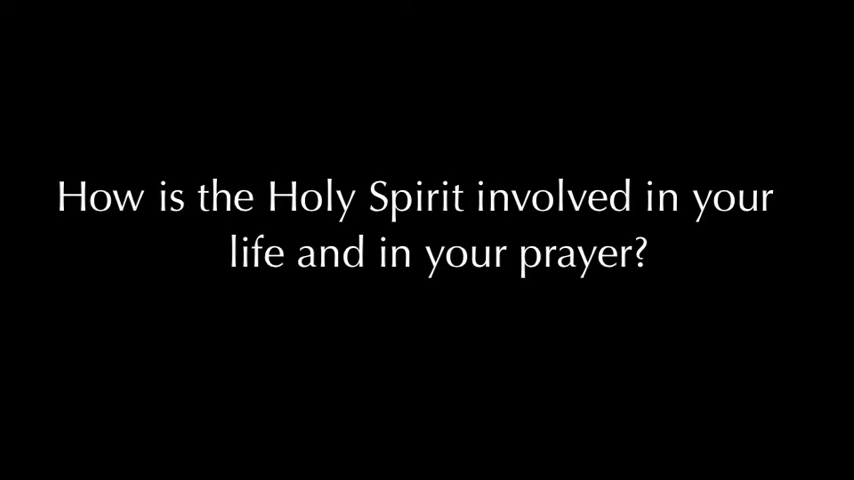 How is the Holy Spirit involved in your
life and in your prayer?